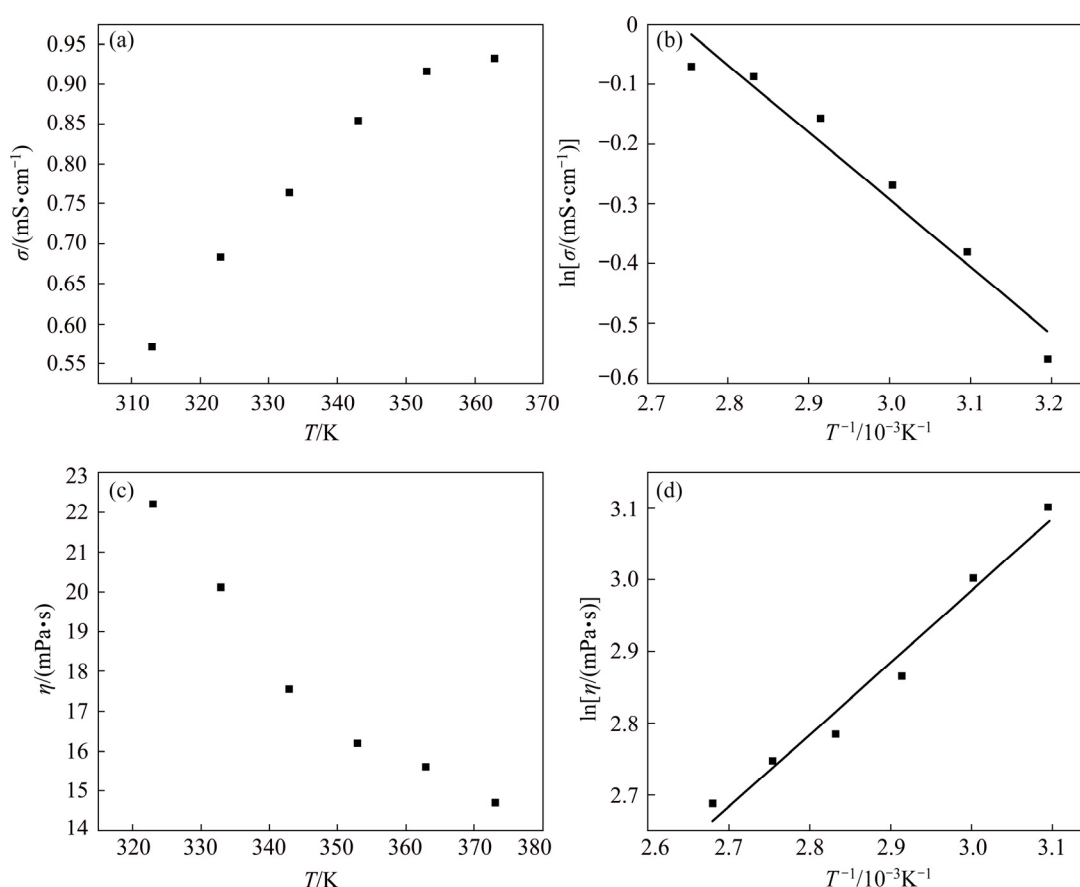 (a)
0.95
0.90
0.85
0.80
0.75
0.70
0.65
0.60
0.55
σ/(mS•cm⁻¹)
310 320 330 340 350 360 370
T/K
(b)
0
−0.1
−0.2
−0.3
−0.4
−0.5
−0.6
ln[σ/(mS•cm⁻¹)]
2.7 2.8 2.9 3.0 3.1 3.2
T⁻¹/10⁻³K⁻¹
(c)
23
22
21
20
19
18
17
16
15
14
η/(mPa•s)
320 330 340 350 360 370 380
T/K
(d)
3.1
3.0
2.9
2.8
2.7
ln[η/(mPa•s)]
2.6 2.7 2.8 2.9 3.0 3.1
T⁻¹/10⁻³K⁻¹